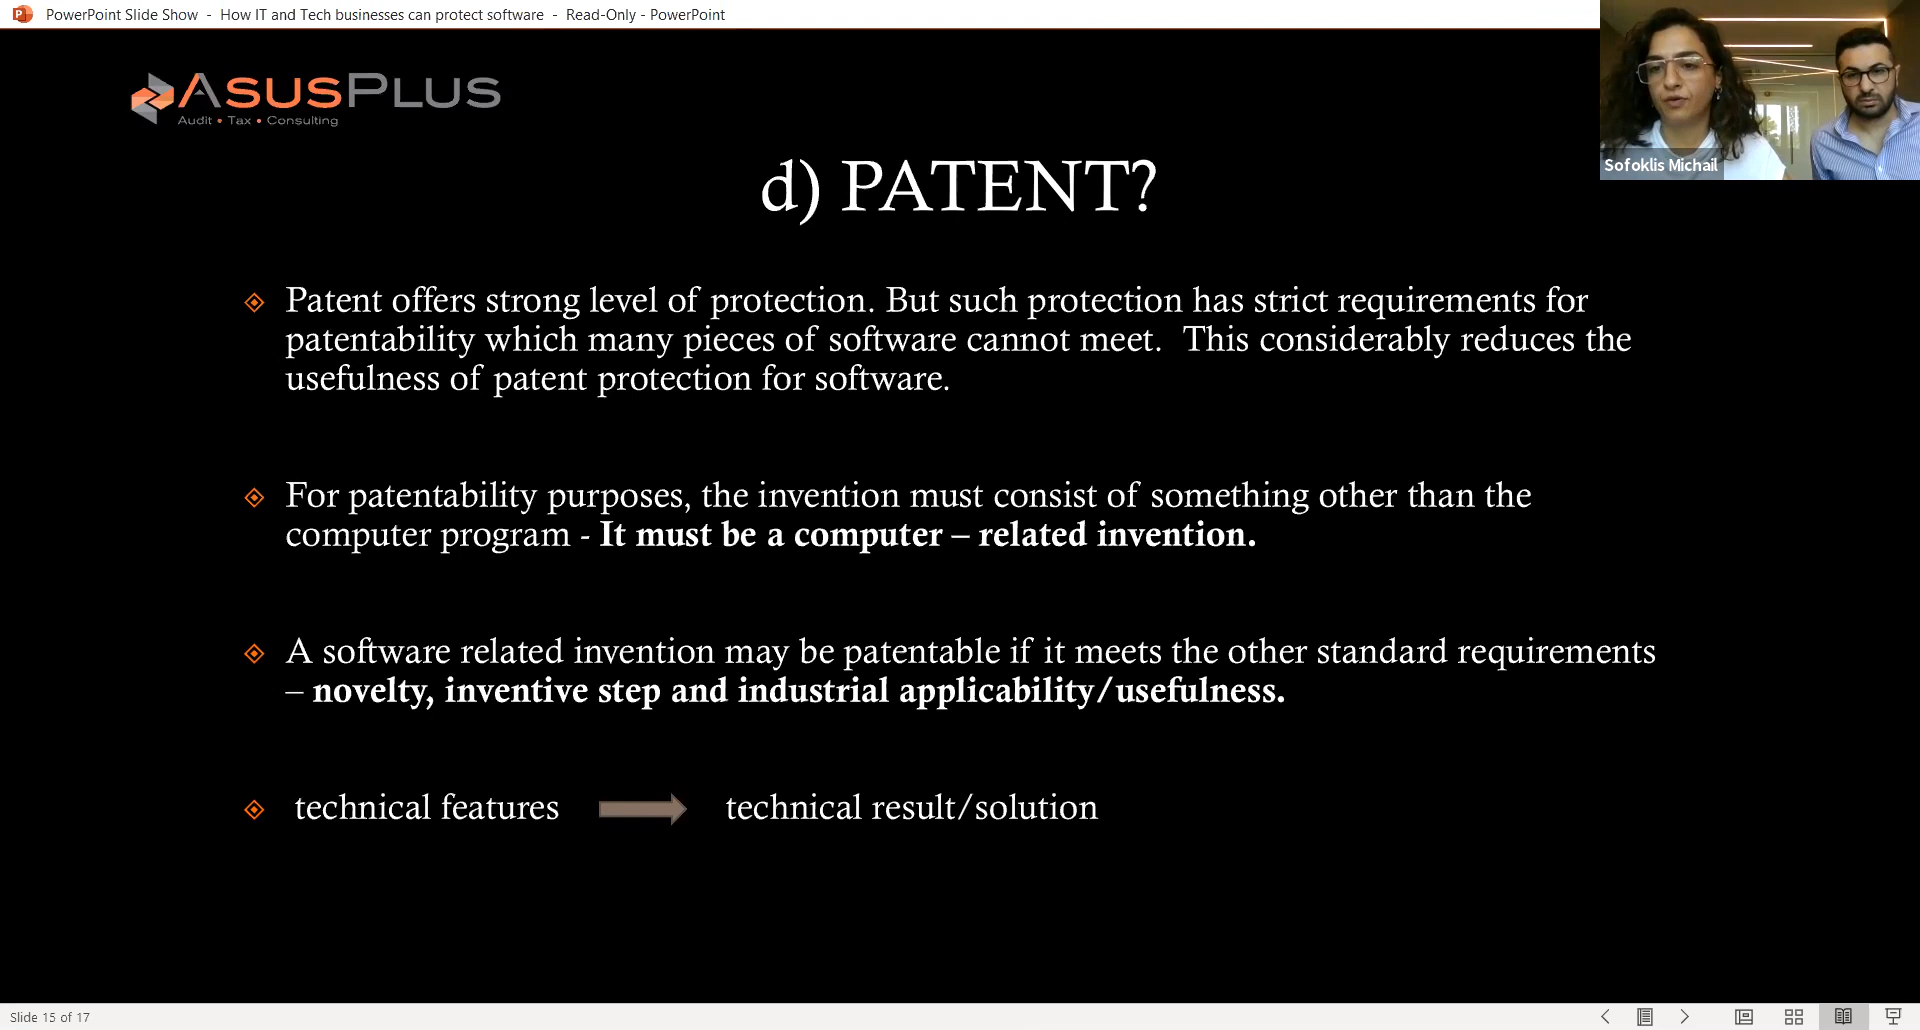 PowerPoint Slide Show - How IT and Tech businesses can protect software - Read-Only - PowerPoint
ASUSPLUS
Audit • Tax • Consulting
Sofoklis Michail
d) PATENT?
Patent offers strong level of protection. But such protection has strict requirements for
patentability which many pieces of software cannot meet.  This considerably reduces the
usefulness of patent protection for software.
For patentability purposes, the invention must consist of something other than the
computer program - It must be a computer – related invention.
A software related invention may be patentable if it meets the other standard requirements
– novelty, inventive step and industrial applicability/usefulness.
technical features technical result/solution
Slide 15 of 17